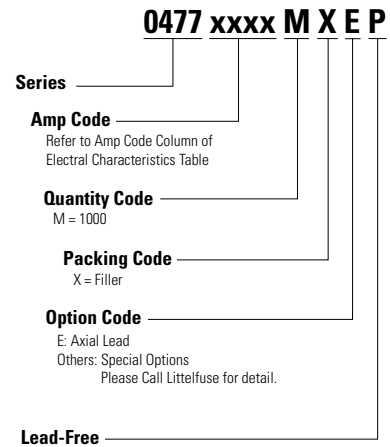 0477 xxxx M X E P
Series
Amp Code
Refer to Amp Code Column of
Electral Characteristics Table
Quantity Code
M = 1000
Packing Code
X = Filler
Option Code
E: Axial Lead
Others: Special Options
Please Call Littelfuse for detail.
Lead-Free